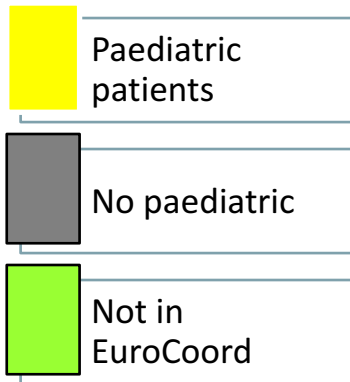 Paediatric
patients
No paediatric
Not in
EuroCoord